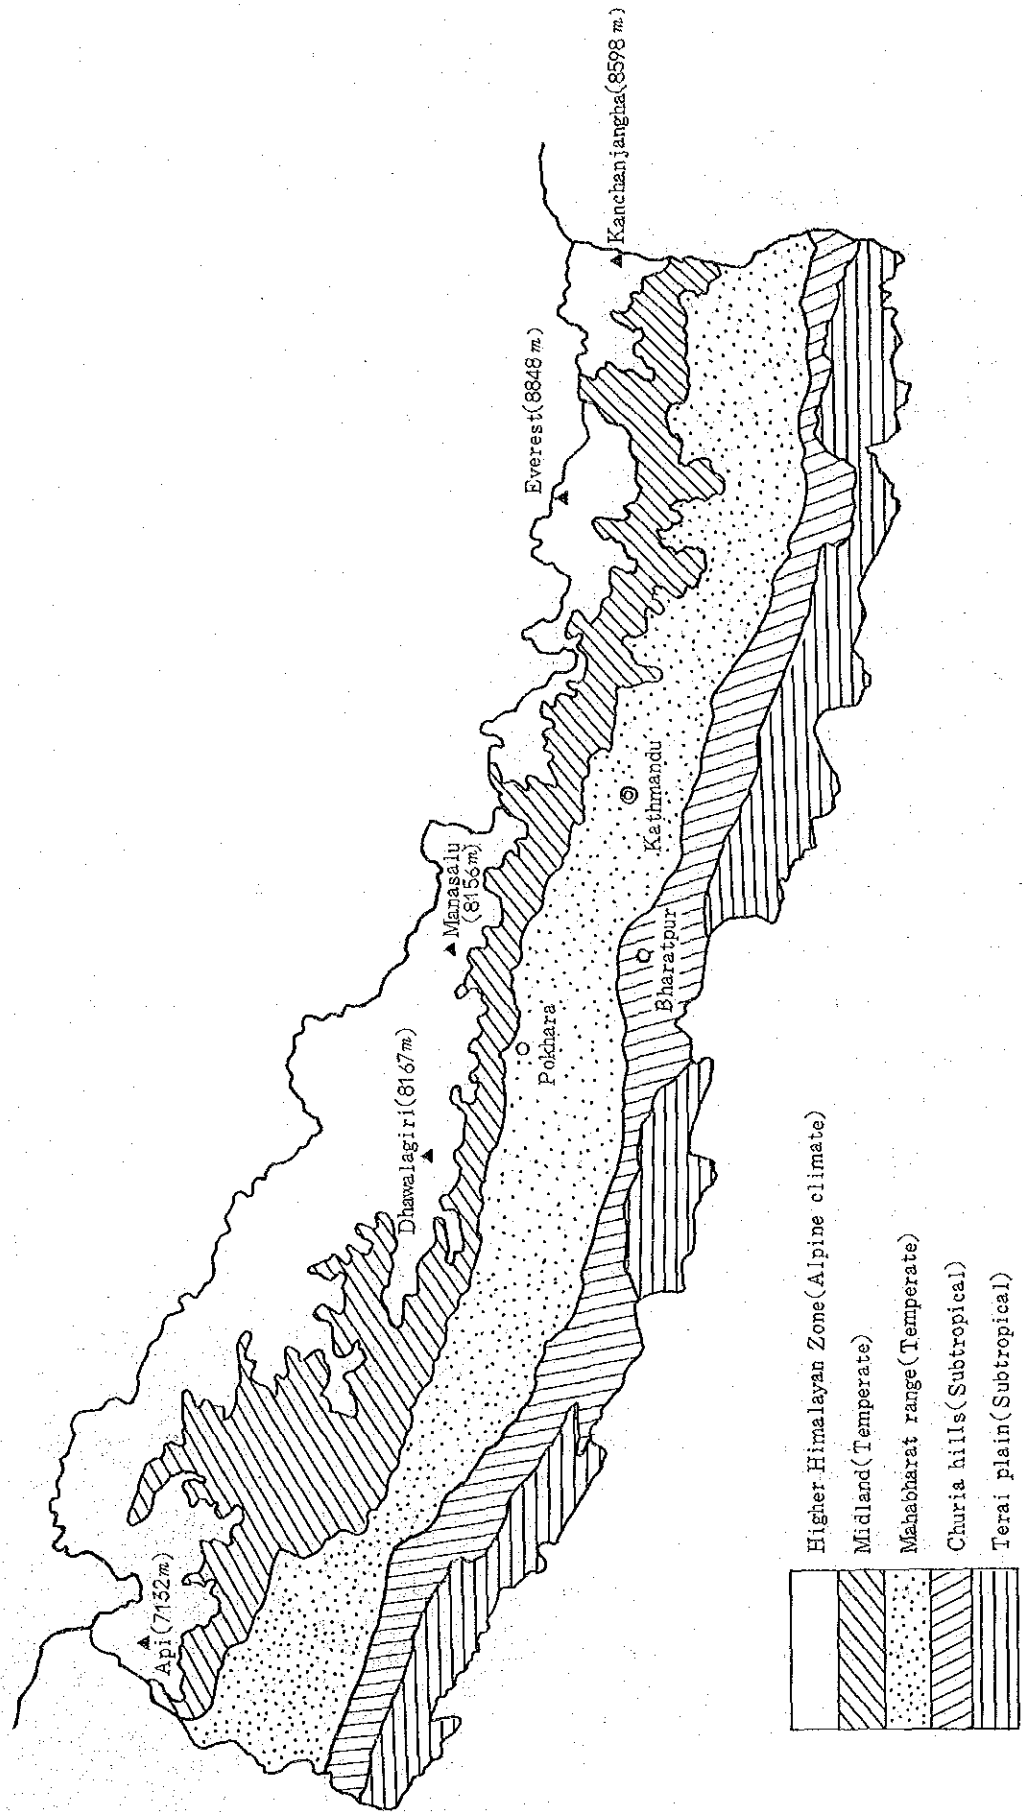 Api(7132m)
Dhawalagiri(8167m)
Manasalu
(8156m)
Everest(8848m)
Kanchanjangha(8598m)
Pokhara
Kathmandu
Bharatpur
Higher Himalayan Zone(Alpine climate)
Midland(Temperate)
Mahabharat range(Temperate)
Churia hills(Subtropical)
Terai plain(Subtropical)